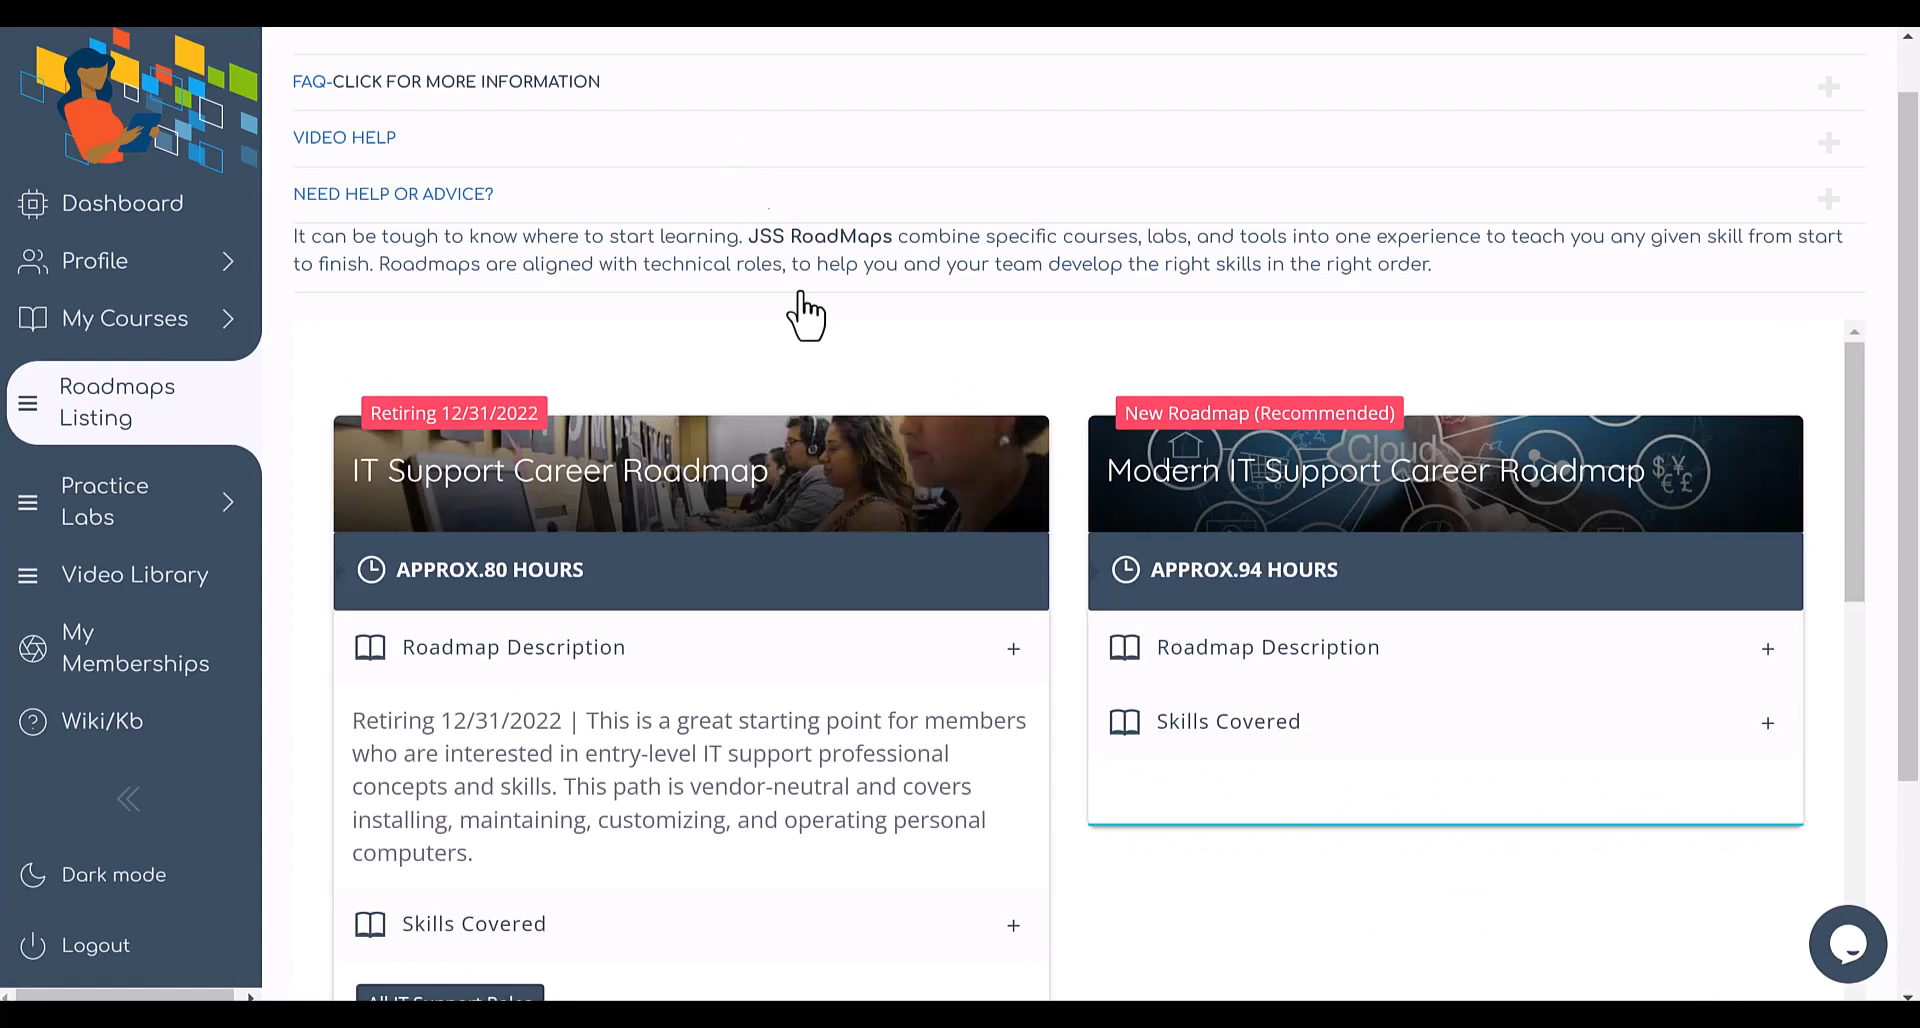 FAQ-CLICK FOR MORE INFORMATION
VIDEO HELP
NEED HELP OR ADVICE?
It can be tough to know where to start learning. JSS RoadMaps combine specific courses, labs, and tools into one experience to teach you any given skill from start
to finish. Roadmaps are aligned with technical roles, to help you and your team develop the right skills in the right order.
Dashboard
Profile
My Courses
Roadmaps
Listing
Practice
Labs
Video Library
My
Memberships
Wiki/Kb
Dark mode
Logout
Retiring 12/31/2022
IT Support Career Roadmap
APPROX.80 HOURS
Roadmap Description
Retiring 12/31/2022 | This is a great starting point for members
who are interested in entry-level IT support professional
concepts and skills. This path is vendor-neutral and covers
installing, maintaining, customizing, and operating personal
computers.
Skills Covered
All IT Support Roles
New Roadmap (Recommended)
Cloud
Modern IT Support Career Roadmap
APPROX.94 HOURS
Roadmap Description
Skills Covered